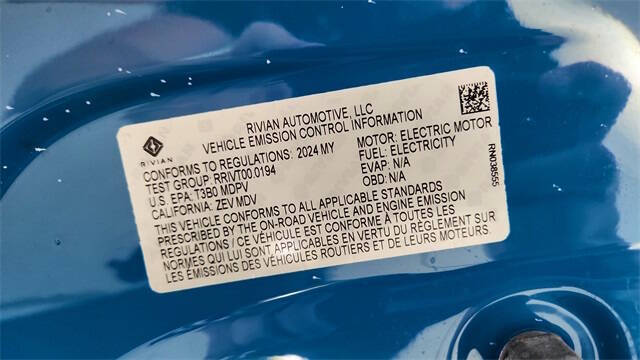 RIVIAN AUTOMOTIVE, LLC
VEHICLE EMISSION CONTROL INFORMATION
RIVIAN
CONFORMS TO REGULATIONS: 2024 MY
TEST GROUP: RRIVT00.0194
U.S. EPA: T3B0 MDPV
CALIFORNIA: ZEV MDV
MOTOR: ELECTRIC MOTOR
FUEL: ELECTRICITY
EVAP: N/A
OBD: N/A
THIS VEHICLE CONFORMS TO ALL APPLICABLE STANDARDS
PRESCRIBED BY THE ON-ROAD VEHICLE AND ENGINE EMISSION
REGULATIONS / CE VÉHICULE EST CONFORME À TOUTES LES
NORMES QUI LUI SONT APPLICABLES EN VERTU DU RÈGLEMENT SUR
LES ÉMISSIONS DES VÉHICULES ROUTIERS ET DE LEURS MOTEURS.
RN038555